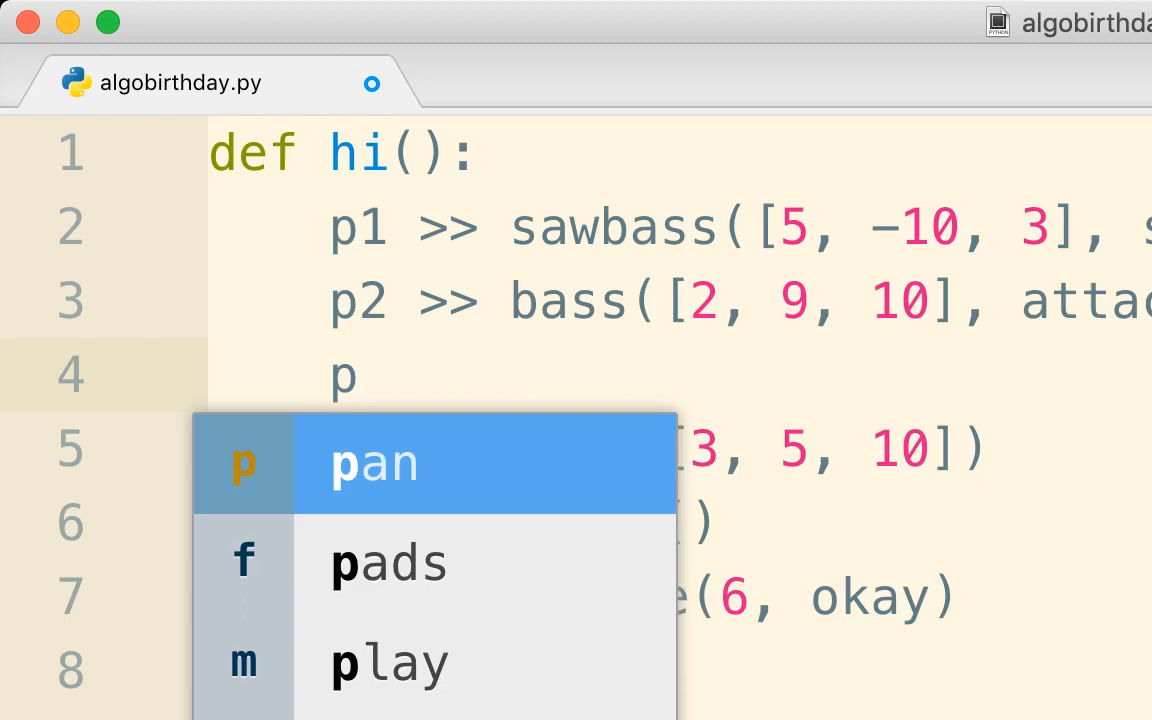 algobirthda
algobirthday.py
1 def hi():
2 p1 >> sawbass([5, -10, 3], s
3 p2 >> bass([2, 9, 10], attac
4 p
5 [3, 5, 10])
p pan
6 ()
f pads
7 e(6, okay)
m play
8